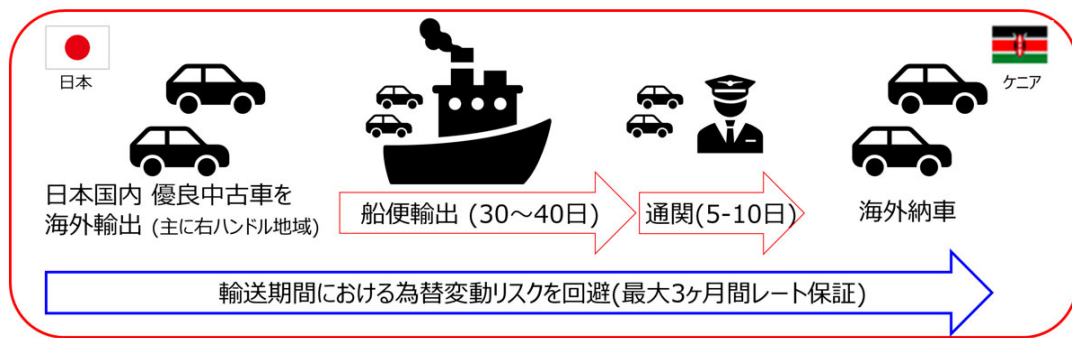 日本
ケニア
日本国内 優良中古車を
海外輸出 (主に右ハンドル地域)
船便輸出 (30～40日)
通関(5-10日)
海外納車
輸送期間における為替変動リスクを回避(最大3ヶ月間レート保証)